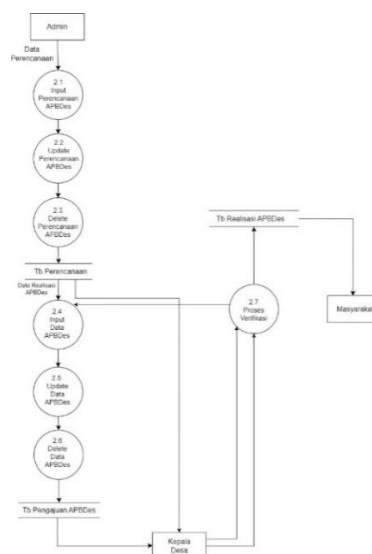 Admin
Data
Perencanaan
2.1
Input
Perencanaan
APBDes
2.2
Update
Perencanaan
APBDes
2.3
Delete
Perencanaan
APBDes
Tb Perencanaan
Data Realisasi
APBDes
2.4
Input
Data
APBDes
2.5
Update
Data
APBDes
2.6
Delete
Data
APBDes
Tb Pengajuan APBDes
Kepala
Desa
2.7
Proses
Verifikasi
Tb Realisasi APBDes
Masyarakat